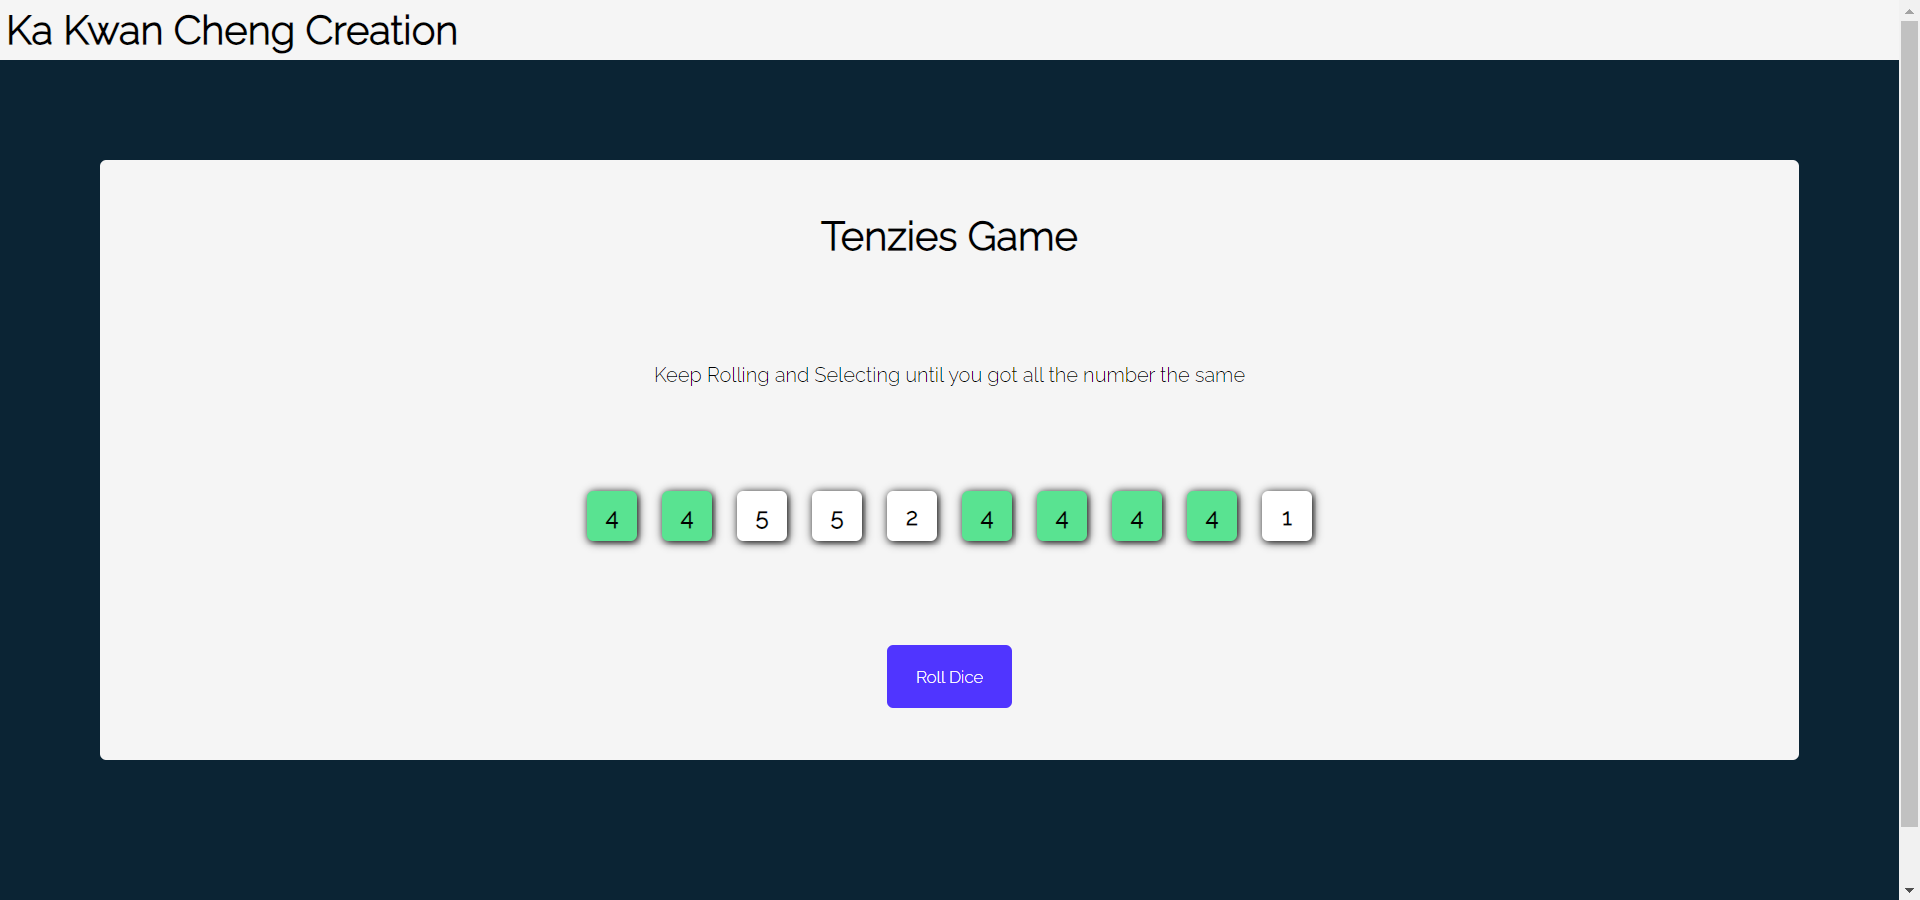 Ka Kwan Cheng Creation
Tenzies Game
Keep Rolling and Selecting until you got all the number the same
4 4 5 5 2 4 4 4 4 1
Roll Dice